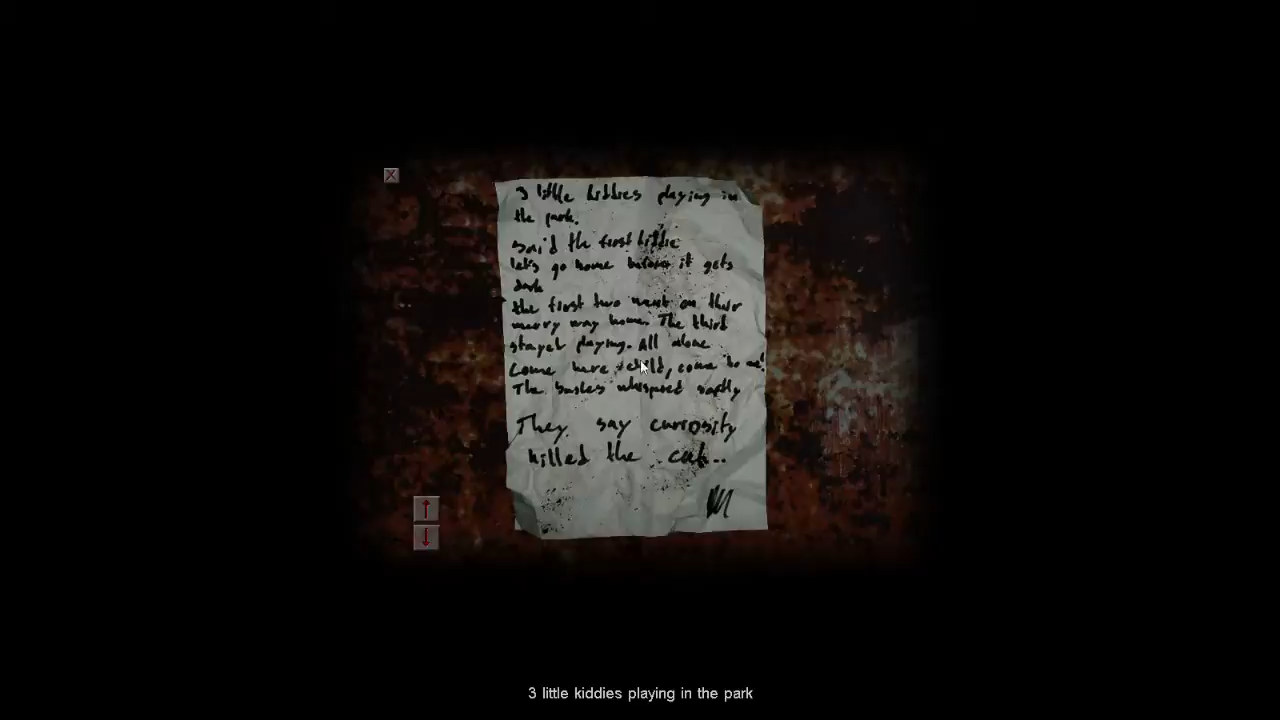 3 little kiddies playing in
the park.
Said the first kiddie
let's go home before it gets
dark
the first two went on their
merry way home. The third
stayed playing. All alone
Come here child, come to me!
The bushes whispered softly
They say curiosity
killed the cat...
3 little kiddies playing in the park